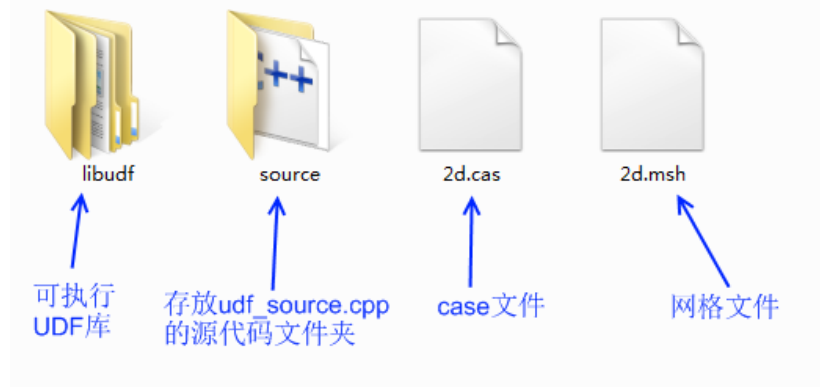 libudf
source
2d.cas
2d.msh
可执行
UDF库
存放udf_source.cpp
的源代码文件夹
case文件
网格文件